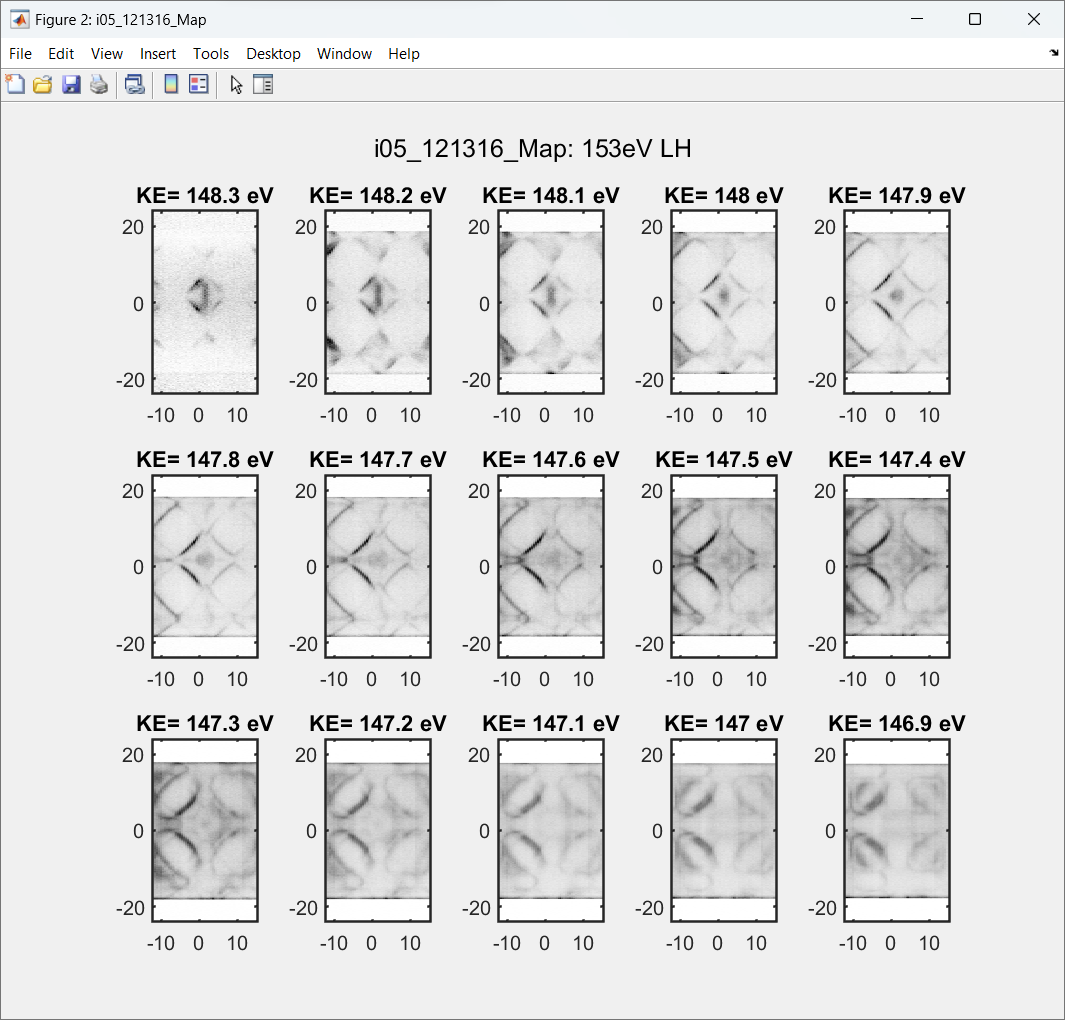 Figure 2: i05_121316_Map
File Edit View Insert Tools Desktop Window Help
i05_121316_Map: 153eV LH
KE= 148.3 eV KE= 148.2 eV KE= 148.1 eV KE= 148 eV KE= 147.9 eV
20 20 20 20 20
0 0 0 0 0
-20 -20 -20 -20 -20
-10 0 10 -10 0 10 -10 0 10 -10 0 10 -10 0 10
KE= 147.8 eV KE= 147.7 eV KE= 147.6 eV KE= 147.5 eV KE= 147.4 eV
20 20 20 20 20
0 0 0 0 0
-20 -20 -20 -20 -20
-10 0 10 -10 0 10 -10 0 10 -10 0 10 -10 0 10
KE= 147.3 eV KE= 147.2 eV KE= 147.1 eV KE= 147 eV KE= 146.9 eV
20 20 20 20 20
0 0 0 0 0
-20 -20 -20 -20 -20
-10 0 10 -10 0 10 -10 0 10 -10 0 10 -10 0 10